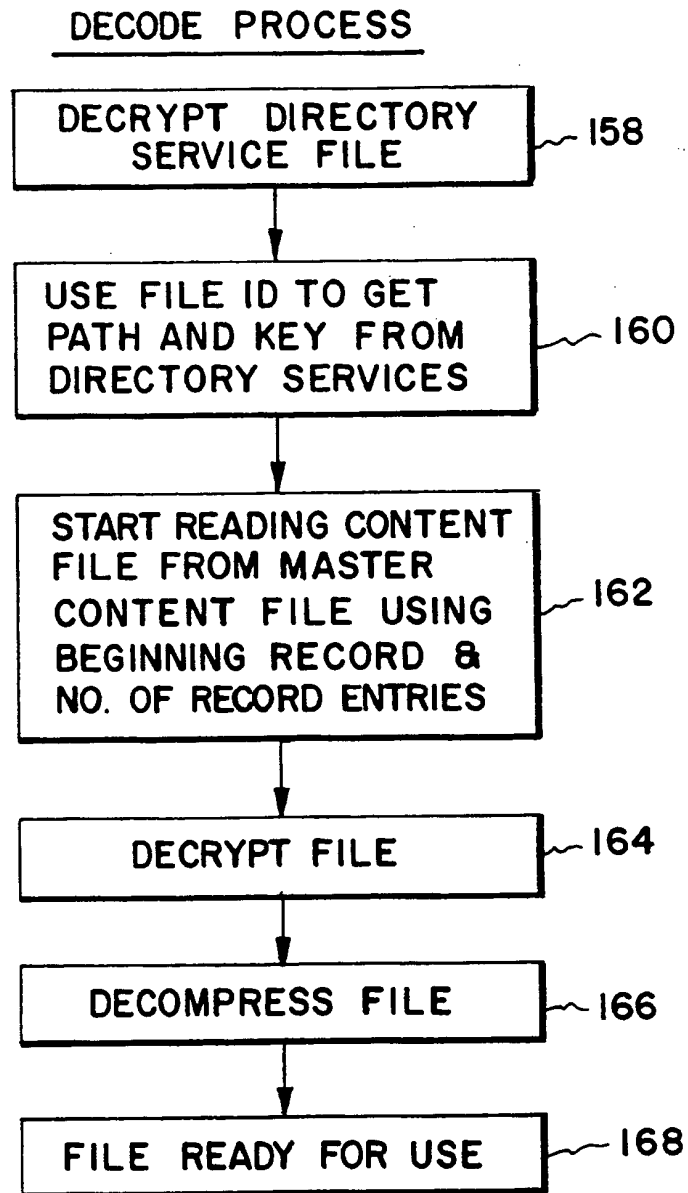 DECODE PROCESS
DECRYPT DIRECTORY
SERVICE FILE
158
USE FILE ID TO GET
PATH AND KEY FROM
DIRECTORY SERVICES
160
START READING CONTENT
FILE FROM MASTER
CONTENT FILE USING
BEGINNING RECORD &
NO. OF RECORD ENTRIES
162
DECRYPT FILE
164
DECOMPRESS FILE
166
FILE READY FOR USE
168